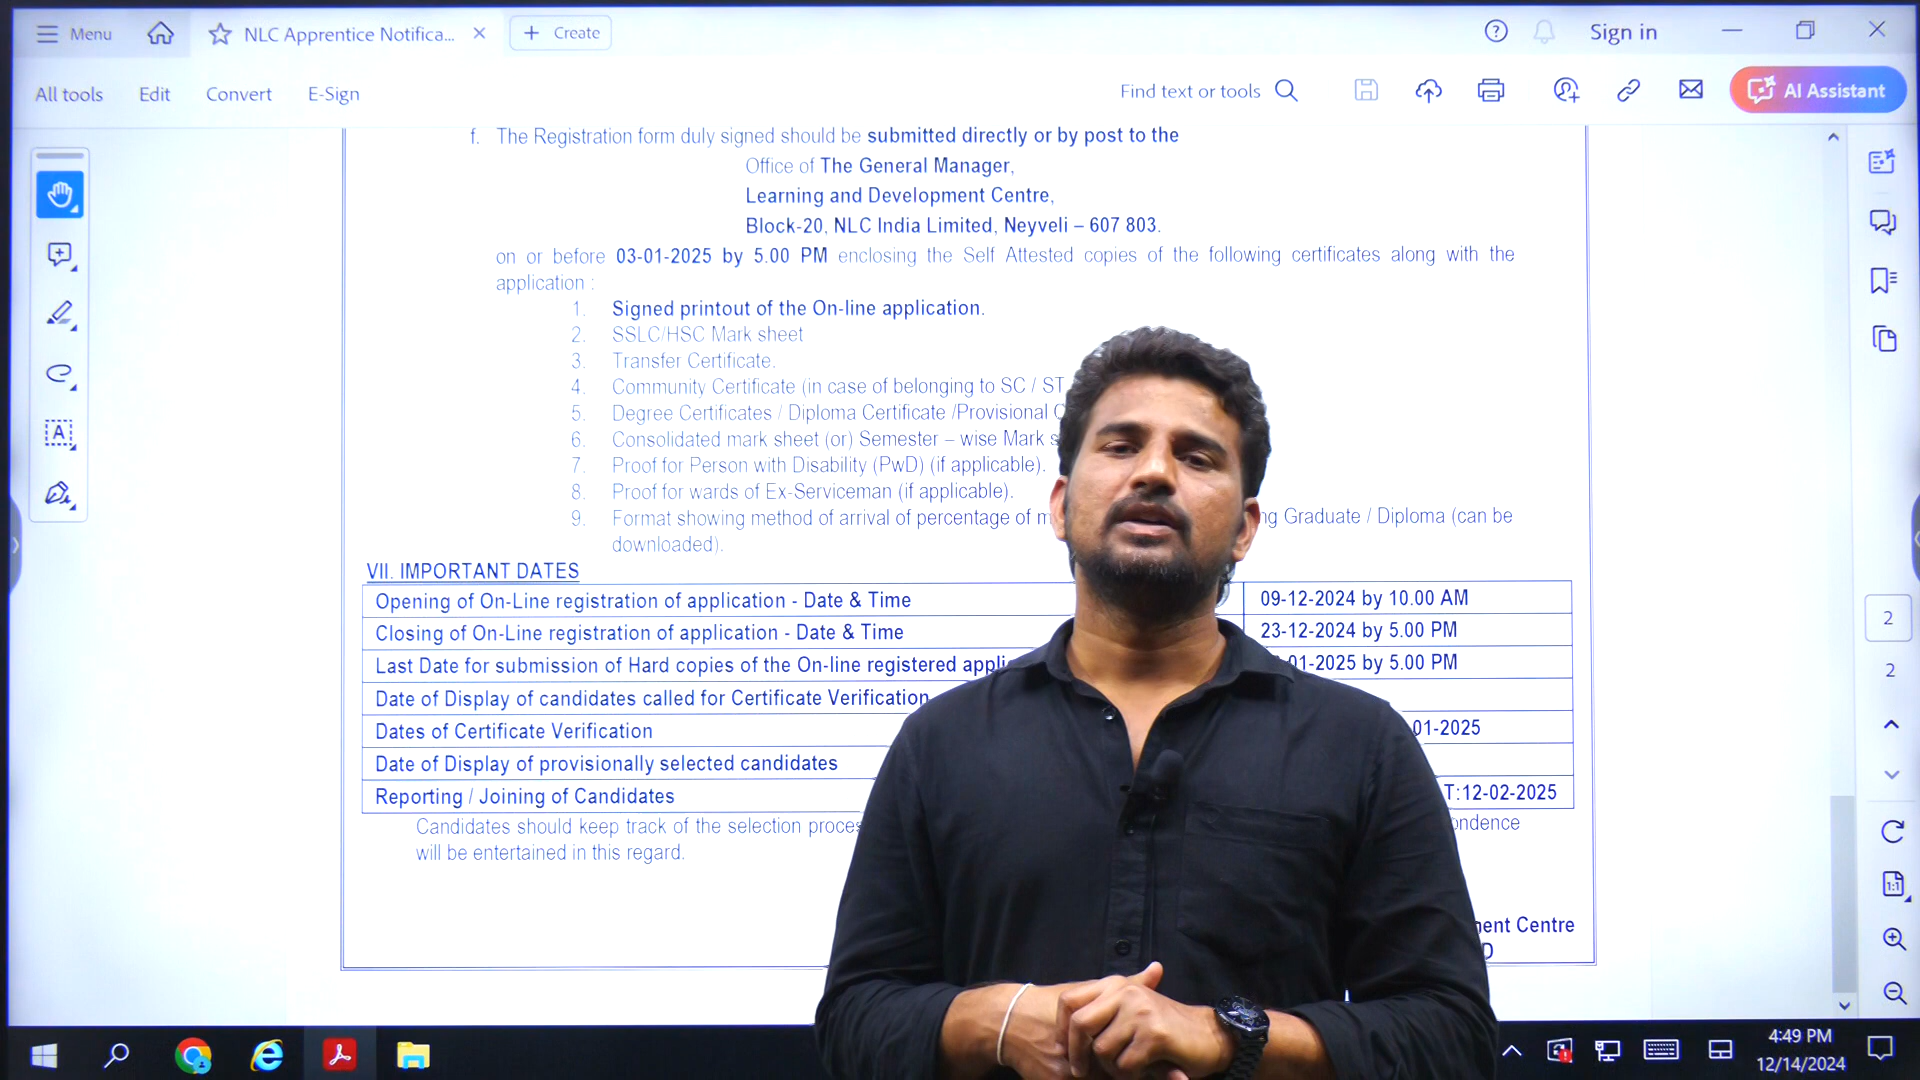 Menu
NLC Apprentice Notifica...
Create
Sign in
All tools
Edit
Convert
E-Sign
Find text or tools
AI Assistant
f. The Registration form duly signed should be submitted directly or by post to the
Office of The General Manager,
Learning and Development Centre,
Block-20, NLC India Limited, Neyveli – 607 803.
on or before 03-01-2025 by 5.00 PM enclosing the Self Attested copies of the following certificates along with the
application :
1. Signed printout of the On-line application.
2. SSLC/HSC Mark sheet
3. Transfer Certificate.
4. Community Certificate (in case of belonging to SC / ST
5. Degree Certificates / Diploma Certificate /Provisional
6. Consolidated mark sheet (or) Semester – wise Mark
7. Proof for Person with Disability (PwD) (if applicable).
8. Proof for wards of Ex-Serviceman (if applicable).
9. Format showing method of arrival of percentage of Graduate / Diploma (can be
downloaded).
VII. IMPORTANT DATES
Opening of On-Line registration of application - Date & Time 09-12-2024 by 10.00 AM
Closing of On-Line registration of application - Date & Time 23-12-2024 by 5.00 PM
Last Date for submission of Hard copies of the On-line registered 01-2025 by 5.00 PM
Date of Display of candidates called for Certificate Verification
Dates of Certificate Verification 01-2025
Date of Display of provisionally selected candidates
Reporting / Joining of Candidates T:12-02-2025
Candidates should keep track of the selection
will be entertained in this regard.
Centre
2
2
4:49 PM
12/14/2024